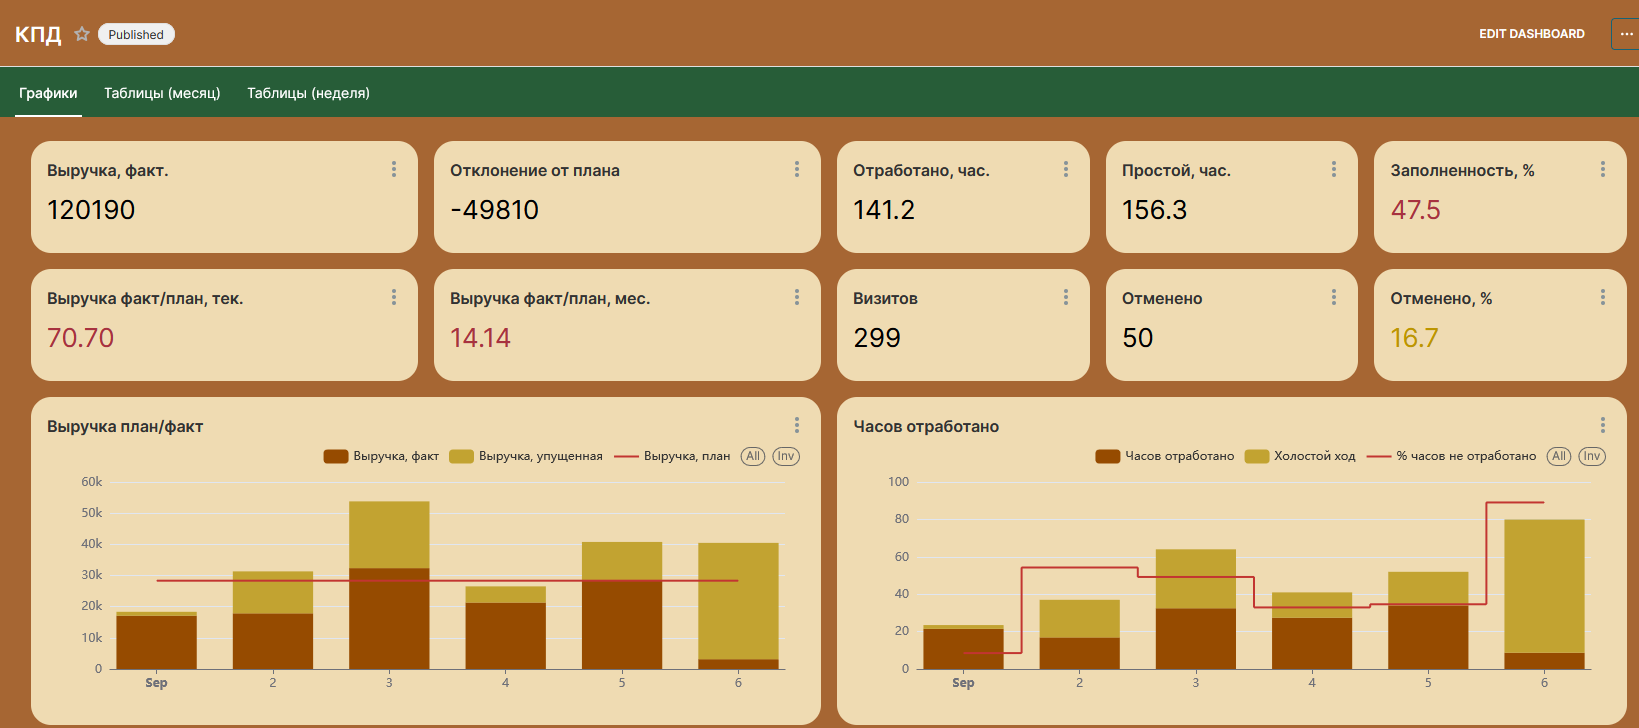 КПД Published EDIT DASHBOARD ...
Графики Таблицы (месяц) Таблицы (неделя)
Выручка, факт.
120190
Отклонение от плана
-49810
Отработано, час.
141.2
Простой, час.
156.3
Заполненность, %
47.5
Выручка факт/план, тек.
70.70
Выручка факт/план, мес.
14.14
Визитов
299
Отменено
50
Отменено, %
16.7
Выручка план/факт
Выручка, факт Выручка, упущенная Выручка, план All Inv
60k
50k
40k
30k
20k
10k
0
Sep 2 3 4 5 6
Часов отработано
Часов отработано Холостой ход % часов не отработано All Inv
100
80
60
40
20
0
Sep 2 3 4 5 6